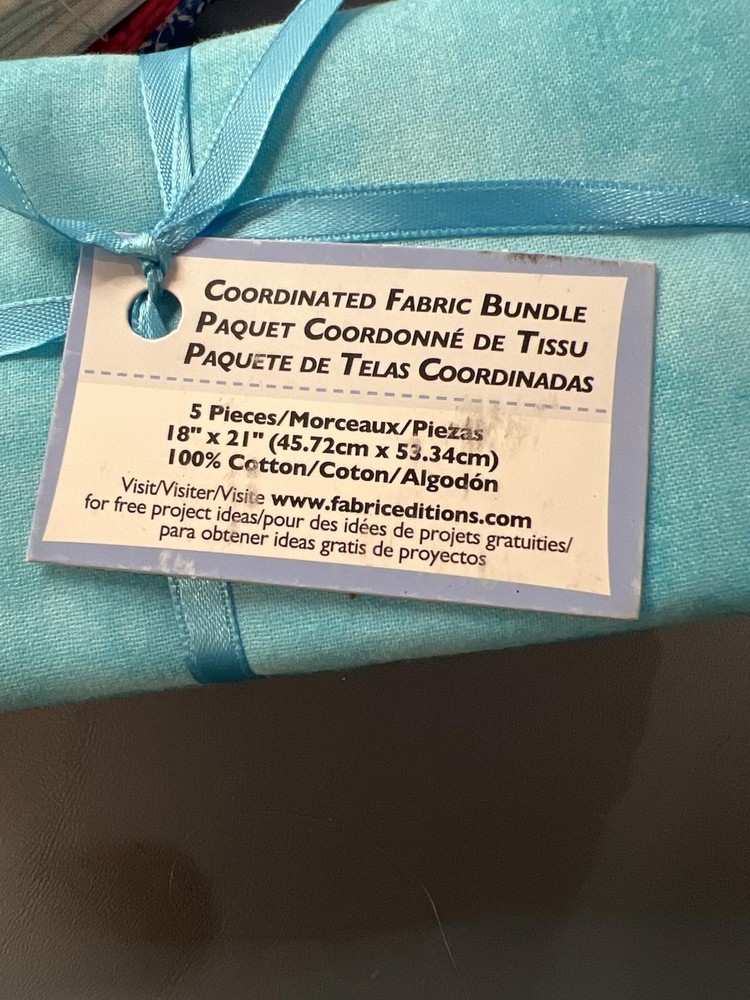 COORDINATED FABRIC BUNDLE
PAQUET COORDONNÉ DE TISSU
PAQUETE DE TELAS COORDINADAS
5 Pieces/Morceaux/Piezas
18" x 21" (45.72cm x 53.34cm)
100% Cotton/Coton/Algodón
Visit/Visiter/Visite www.fabriceditions.com
for free project ideas/pour des idées de projets gratuities/
para obtener ideas gratis de proyectos